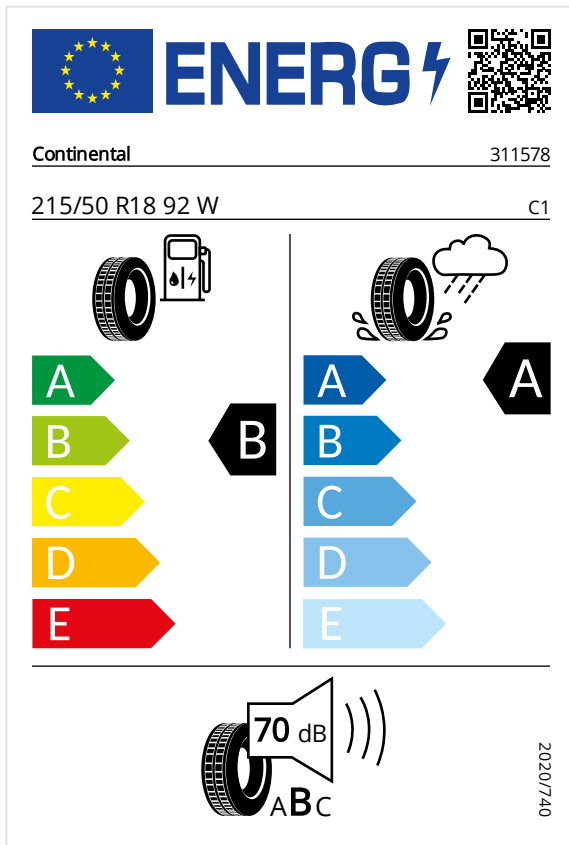 ENERG
Continental 311578
215/50 R18 92 W C1
A A A
B B B
C C
D D
E E
70 dB
ABC
2020/740